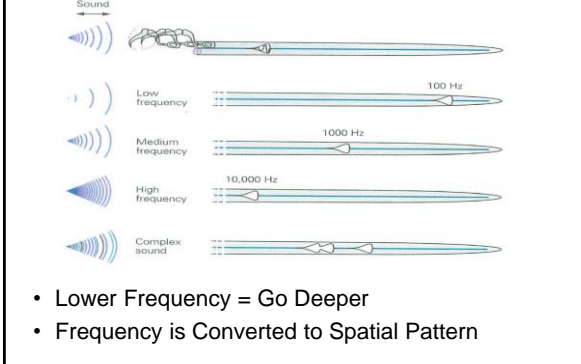 Sound
100 Hz
Low
frequency
1000 Hz
Medium
frequency
10,000 Hz
High
frequency
Complex
sound
• Lower Frequency = Go Deeper
• Frequency is Converted to Spatial Pattern